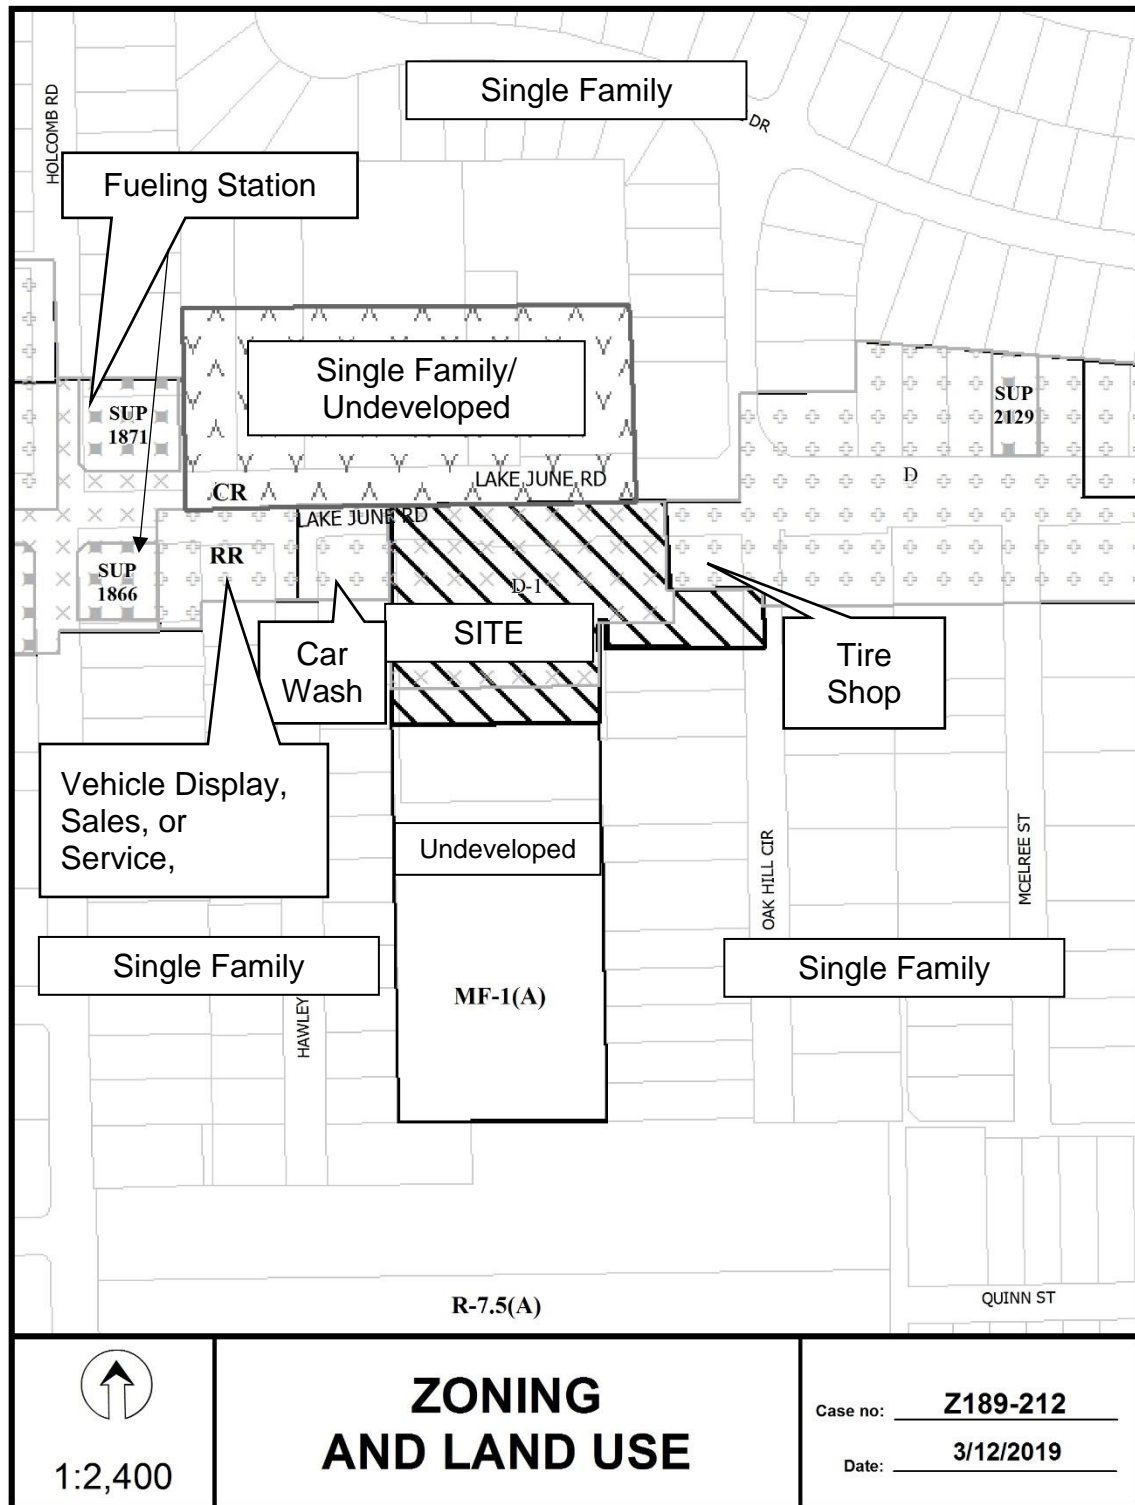 Single Family
HOLCOMB RD
DR
Fueling Station
Single Family/
Undeveloped
SUP
1871
SUP
2129
LAKE JUNE RD
D
CR
LAKE JUNE RD
RR
SUP
1866
D-1
SITE
Car
Wash
Tire
Shop
Vehicle Display,
Sales, or
Service,
Undeveloped
OAK HILL CIR
MCELREE ST
Single Family
Single Family
MF-1(A)
HAWLEY
R-7.5(A)
QUINN ST
1:2,400
ZONING
AND LAND USE
Case no: Z189-212
Date: 3/12/2019